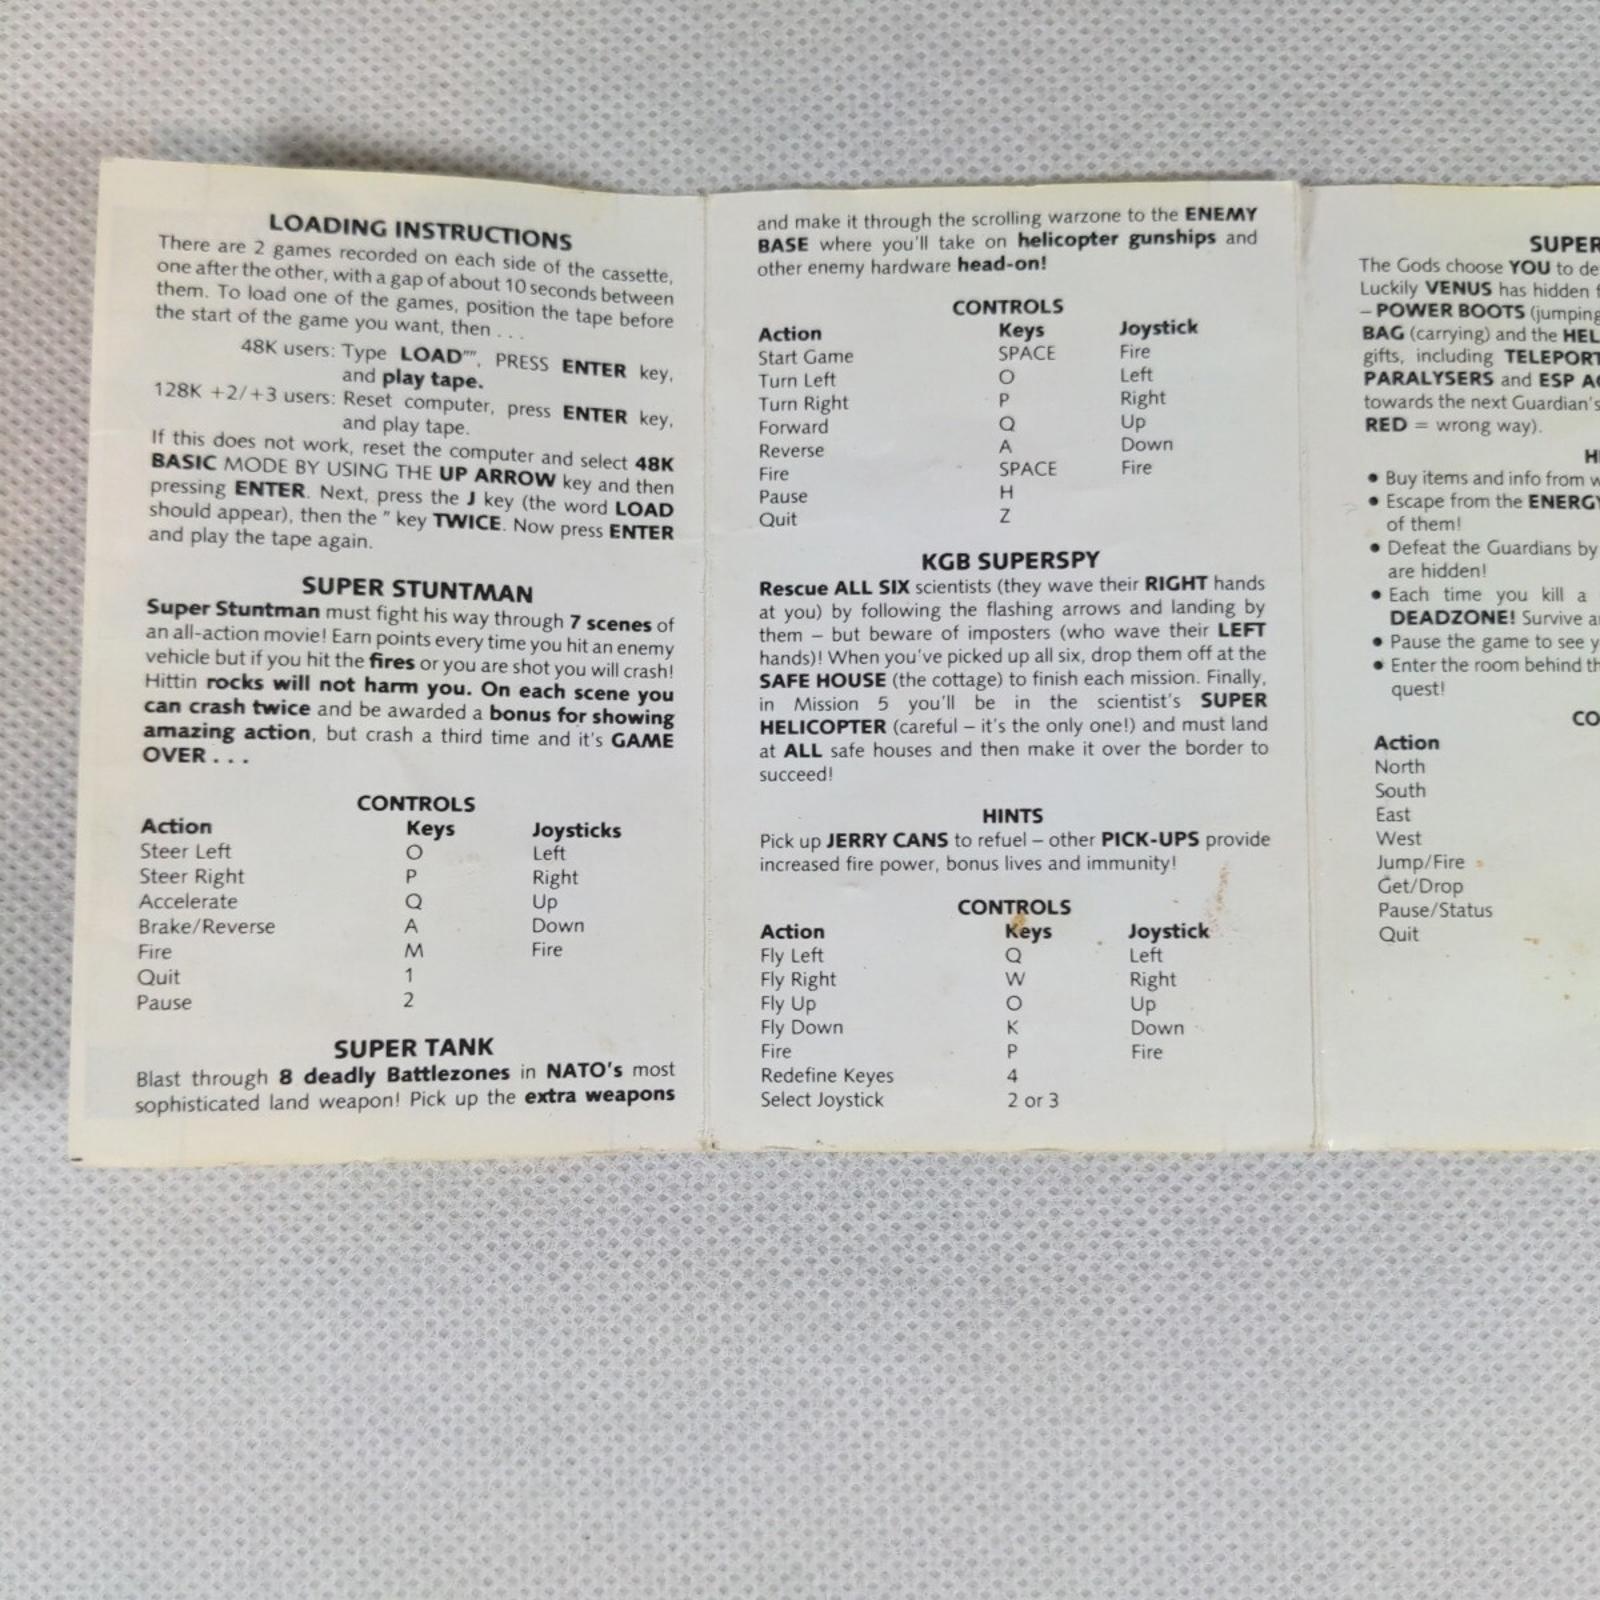 LOADING INSTRUCTIONS
There are 2 games recorded on each side of the cassette,
one after the other, with a gap of about 10 seconds between
them. To load one of the games, position the tape before
the start of the game you want, then . . .
48K users: Type LOAD"", PRESS ENTER key,
and play tape.
128K +2/+3 users: Reset computer, press ENTER key,
and play tape.
If this does not work, reset the computer and select 48K
BASIC MODE BY USING THE UP ARROW key and then
pressing ENTER. Next, press the J key (the word LOAD
should appear), then the " key TWICE. Now press ENTER
and play the tape again.
SUPER STUNTMAN
Super Stuntman must fight his way through 7 scenes of
an all-action movie! Earn points every time you hit an enemy
vehicle but if you hit the fires or you are shot you will crash!
Hittin rocks will not harm you. On each scene you
can crash twice and be awarded a bonus for showing
amazing action, but crash a third time and it's GAME
OVER . . .
CONTROLS
Action Keys Joysticks
Steer Left O Left
Steer Right P Right
Accelerate Q Up
Brake/Reverse A Down
Fire M Fire
Quit 1
Pause 2
SUPER TANK
Blast through 8 deadly Battlezones in NATO's most
sophisticated land weapon! Pick up the extra weapons
and make it through the scrolling warzone to the ENEMY
BASE where you'll take on helicopter gunships and
other enemy hardware head-on!
CONTROLS
Action Keys Joystick
Start Game SPACE Fire
Turn Left O Left
Turn Right P Right
Forward Q Up
Reverse A Down
Fire SPACE Fire
Pause H
Quit Z
KGB SUPERSPY
Rescue ALL SIX scientists (they wave their RIGHT hands
at you) by following the flashing arrows and landing by
them – but beware of imposters (who wave their LEFT
hands)! When you've picked up all six, drop them off at the
SAFE HOUSE (the cottage) to finish each mission. Finally,
in Mission 5 you'll be in the scientist's SUPER
HELICOPTER (careful – it's the only one!) and must land
at ALL safe houses and then make it over the border to
succeed!
HINTS
Pick up JERRY CANS to refuel – other PICK-UPS provide
increased fire power, bonus lives and immunity!
CONTROLS
Action Keys Joystick
Fly Left Q Left
Fly Right W Right
Fly Up O Up
Fly Down K Down
Fire P Fire
Redefine Keyes 4
Select Joystick 2 or 3
SUPER
The Gods choose YOU to de
Luckily VENUS has hidden
– POWER BOOTS (jumping
BAG (carrying) and the HEL
gifts, including TELEPORT
PARALYSERS and ESP
towards the next Guardian's
RED = wrong way).
• Buy items and info from
• Escape from the ENERGY
of them!
• Defeat the Guardians by
are hidden!
• Each time you kill a
DEADZONE! Survive
• Pause the game to see
• Enter the room behind
quest!
CO
Action
North
South
East
West
Jump/Fire
Get/Drop
Pause/Status
Quit